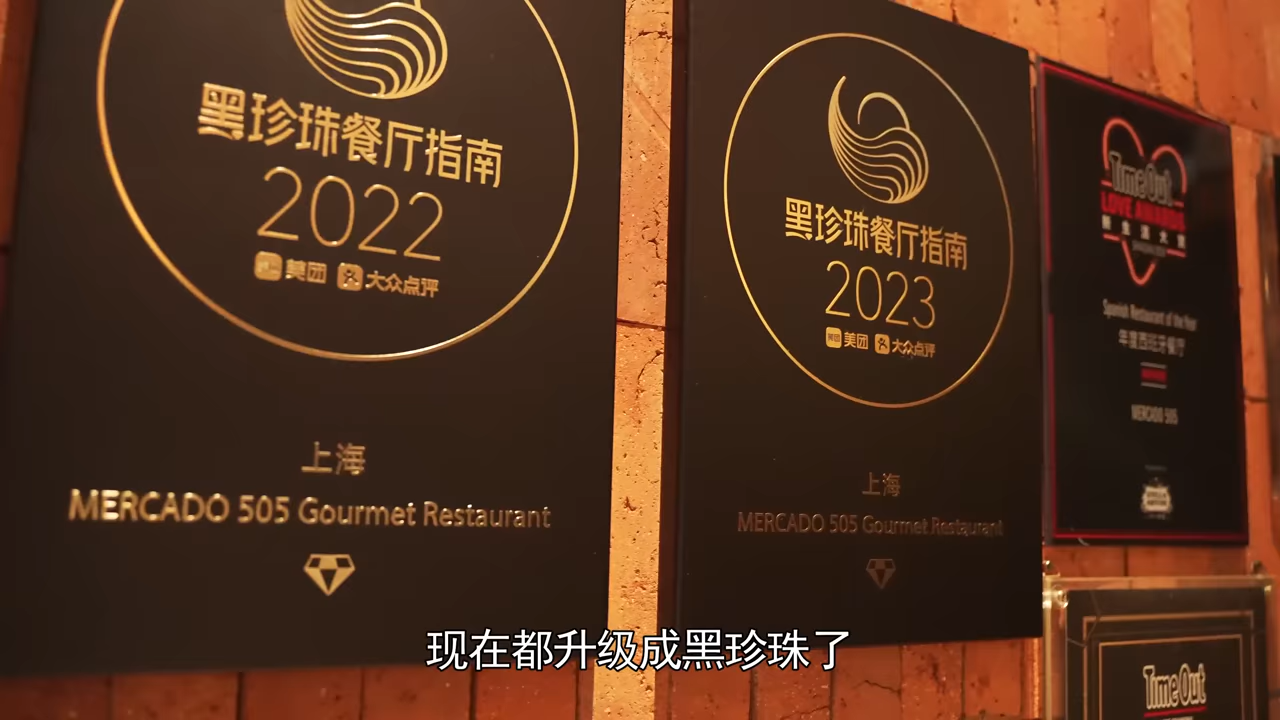 黑珍珠餐厅指南
2022
美团 大众点评
上海
MERCADO 505 Gourmet Restaurant
黑珍珠餐厅指南
2023
美团 大众点评
上海
MERCADO 505 Gourmet Restaurant
Time Out
LOVE AWARDS
Spanish Restaurant of the Year
年度西班牙餐厅
MERCADO 505
Time Out
现在都升级成黑珍珠了